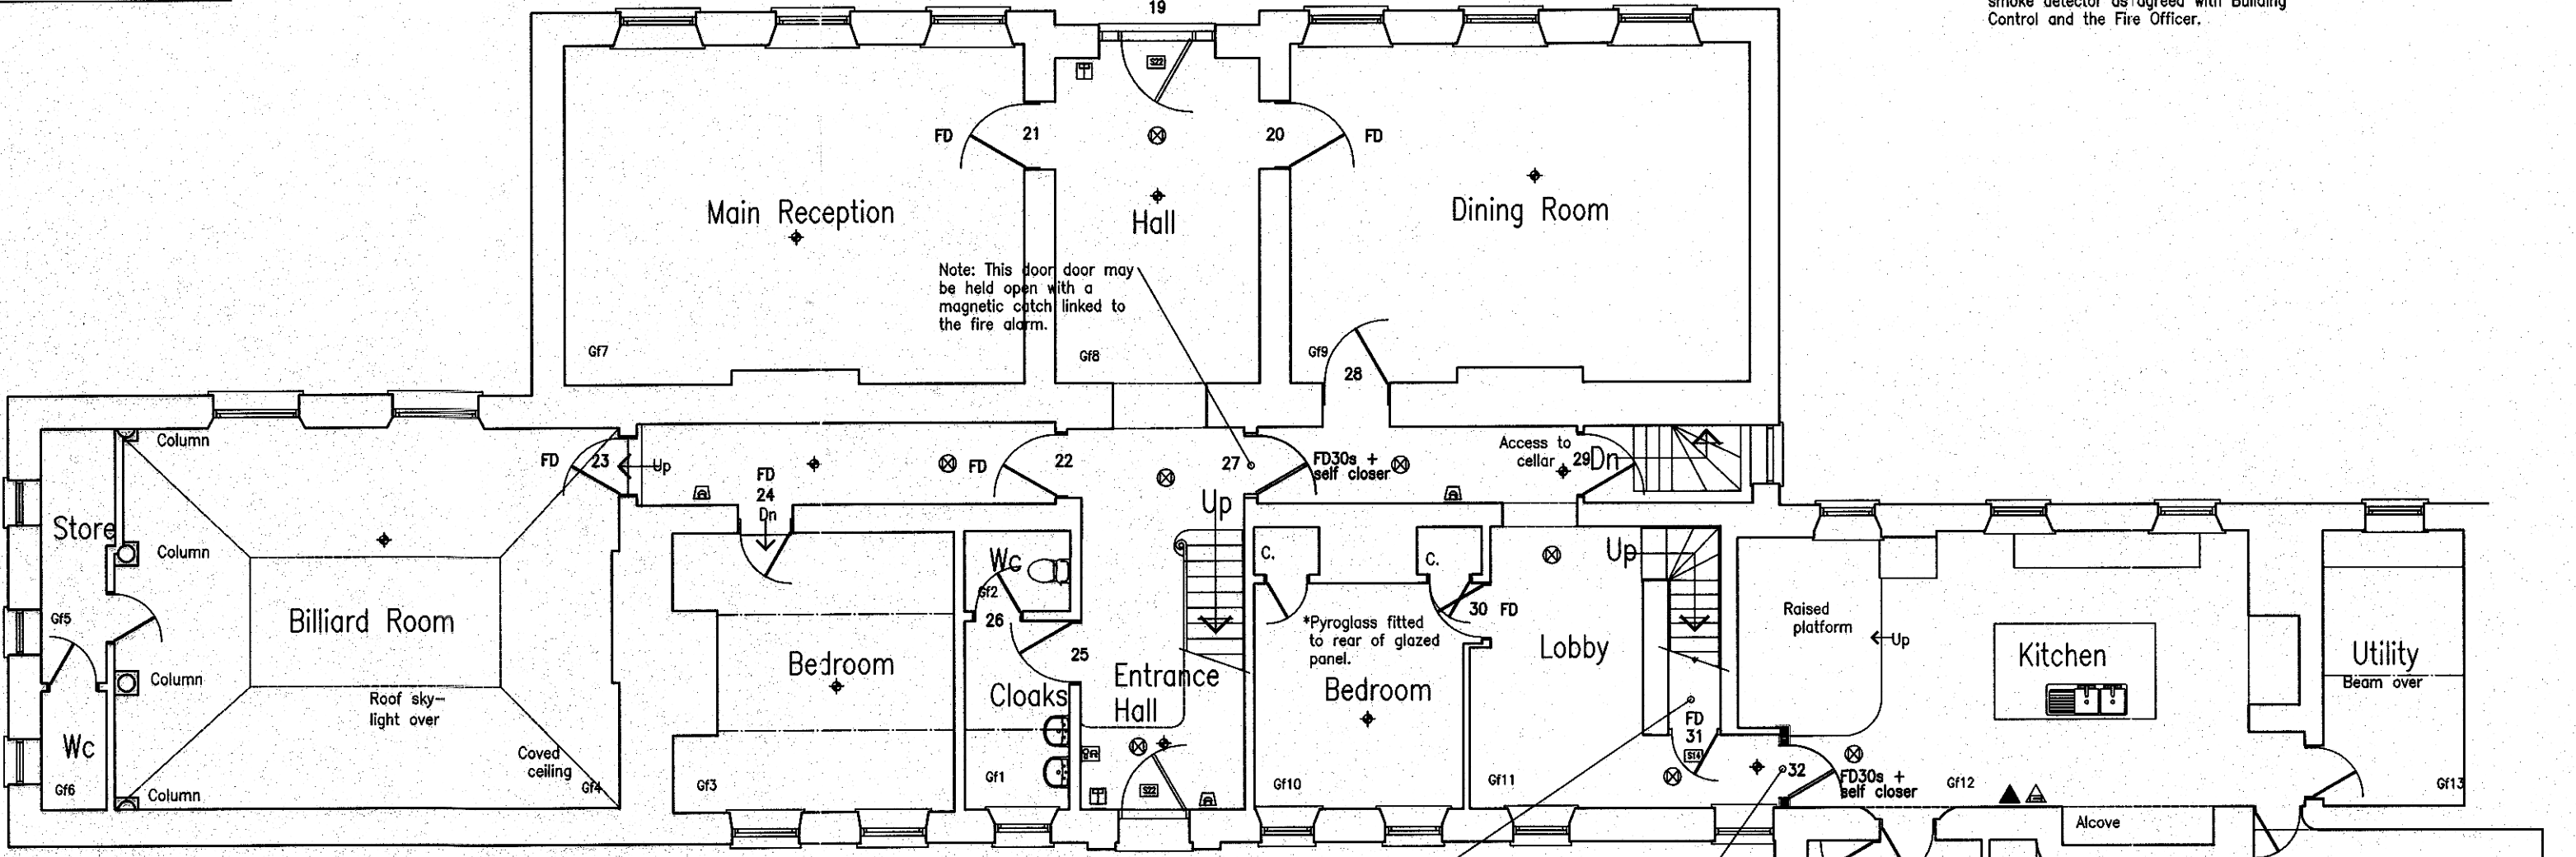 19
smoke detector as agreed with Building
Control and the Fire Officer.
S22
FD
21
20
FD
Main Reception
Hall
Dining Room
Note: This door door may
be held open with a
magnetic catch linked to
the fire alarm.
Gf7
Gf8
Gf9
28
Column
FD
23
Up
FD
24
Dn
FD
22
27
FD30s +
self closer
Access to
cellar
29
Dn
Up
Store
Column
Wc
Gf2
26
C.
C.
Up
30
FD
Gf5
Billiard Room
*Pyroglass fitted
to rear of glazed
panel.
Raised
platform
Up
Bedroom
25
Entrance
Hall
Lobby
Kitchen
Utility
Beam over
Column
Roof sky-
light over
Cloaks
Bedroom
Wc
Coved
ceiling
FD
31
S14
32
FD30s +
self closer
Gf6
Column
Gf4
Gf3
Gf1
S22
Gf10
Gf11
Gf12
Gf13
Alcove